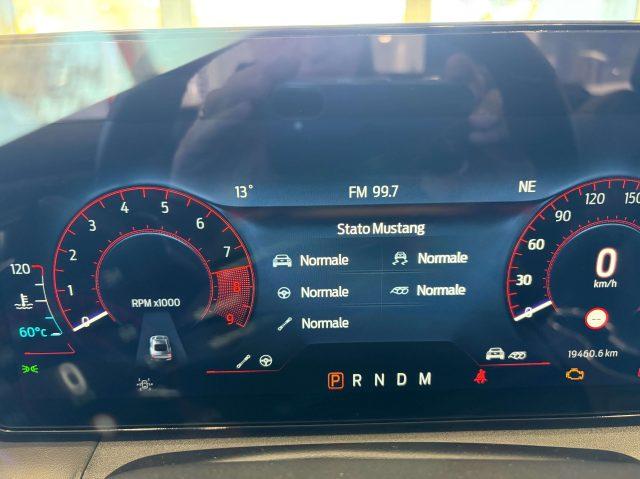 13° FM 99.7 NE
Stato Mustang
Normale Normale
Normale Normale
Normale
0 1 2 3 4 5 6 7 8 9
RPM x1000
120
60°c
0 30 60 90 120 150
0
km/h
--
P R N D M
19460.6 km